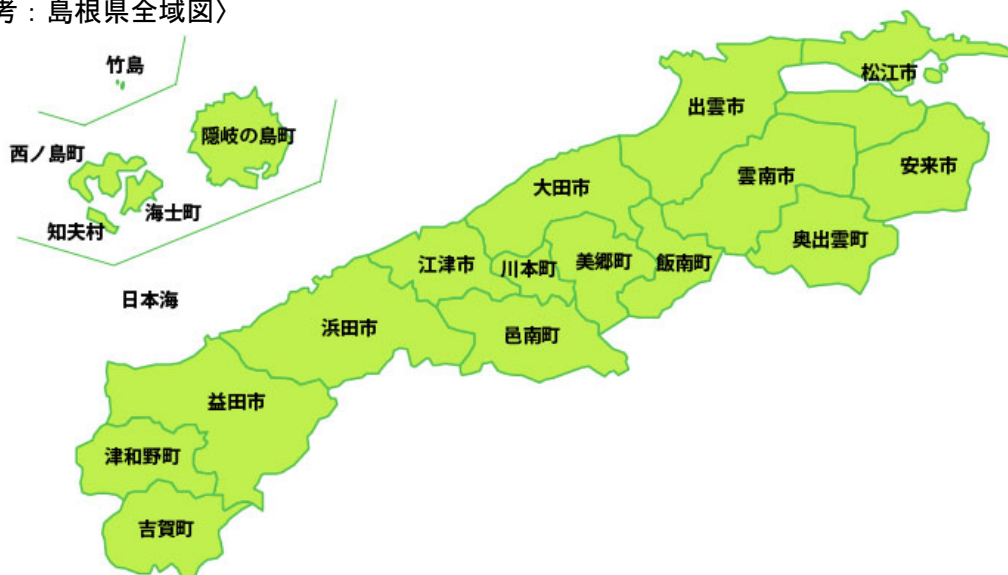 考：島根県全域図〉
竹島
松江市
出雲市
隠岐の島町
西ノ島町
安来市
雲南市
大田市
海士町
知夫村
奥出雲町
江津市
川本町
美郷町
飯南町
日本海
浜田市
邑南町
益田市
津和野町
吉賀町